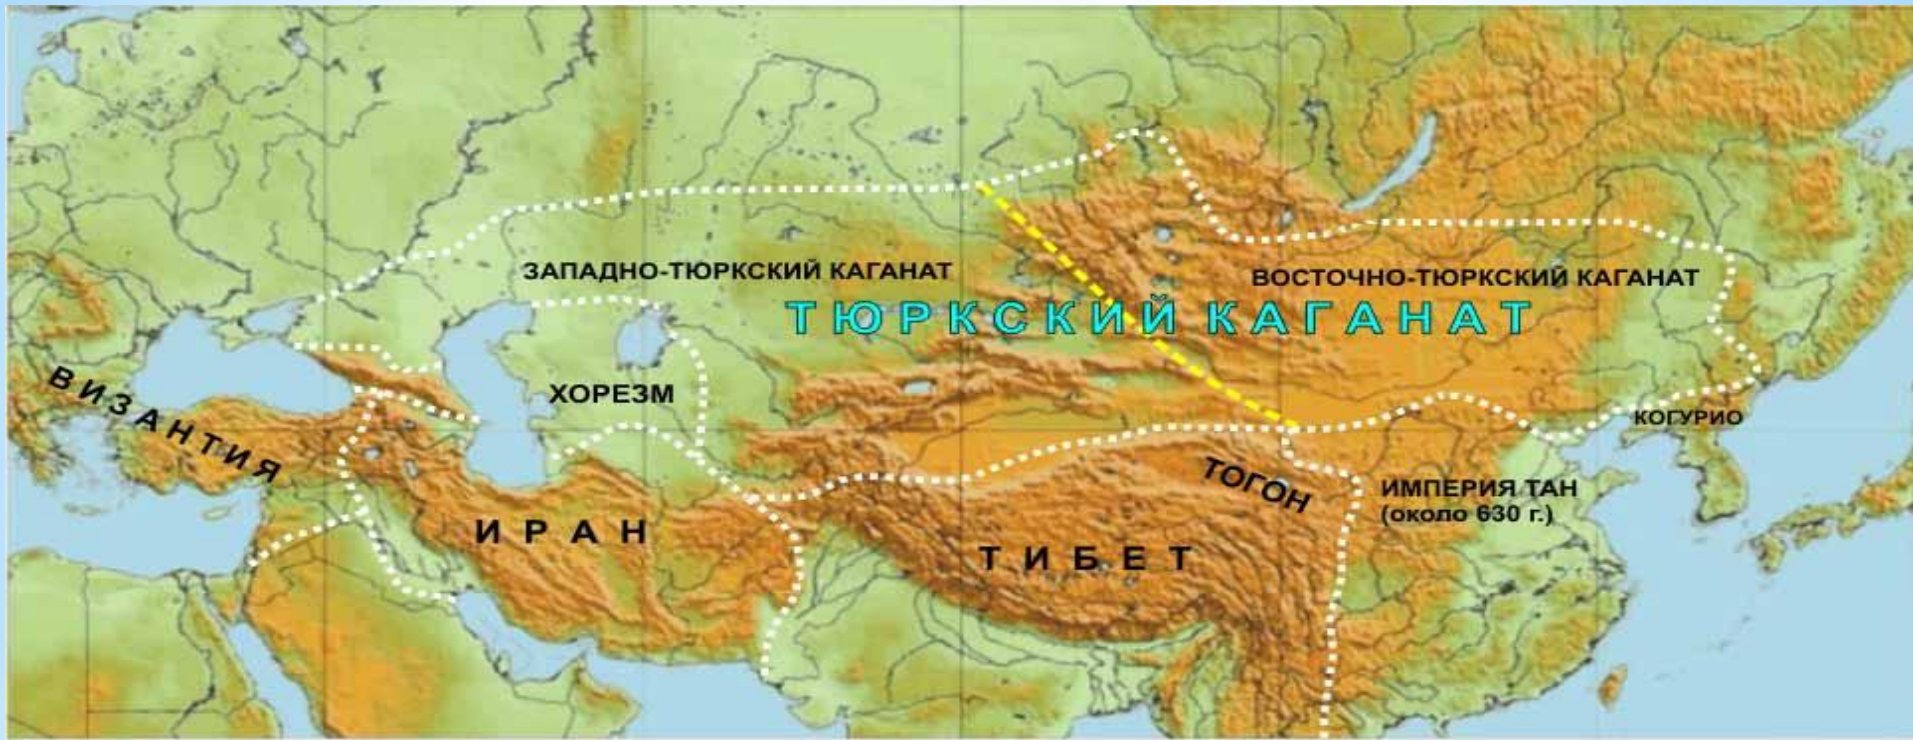 ЗАПАДНО-ТЮРКСКИЙ КАГАНАТ
ВОСТОЧНО-ТЮРКСКИЙ КАГАНАТ
ТЮРКСКИЙ КАГАНАТ
ВИЗАНТИЯ
ХОРЕЗМ
КОГУРИО
ТОГОН
ИМПЕРИЯ ТАН
(около 630 г.)
ИРАН
ТИБЕТ